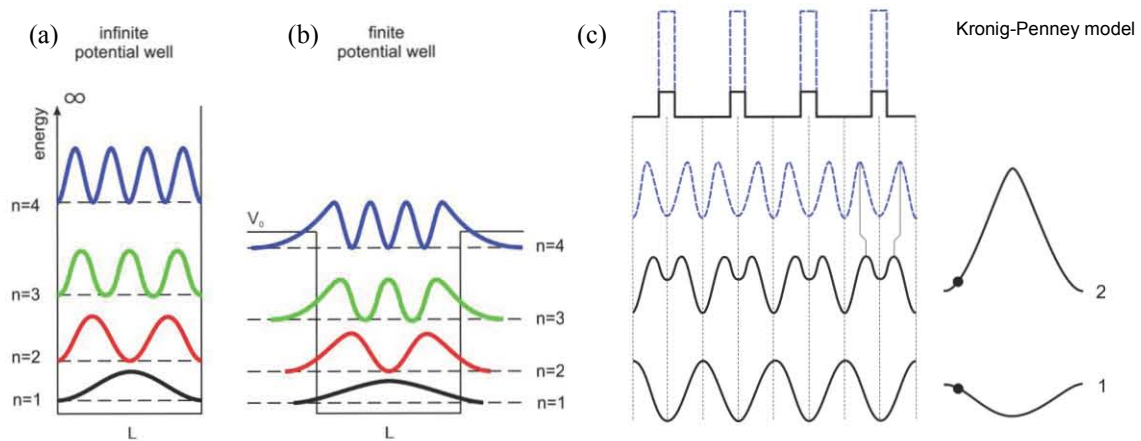 (a)
infinite
potential well
∞
energy
n=4
n=3
n=2
n=1
L
(b)
finite
potential well
V₀
n=4
n=3
n=2
n=1
L
(c)
Kronig-Penney model
2
1